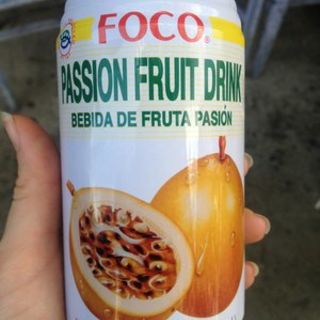 FOCO®
PASSION FRUIT DRINK
BEBIDA DE FRUTA PASIÓN